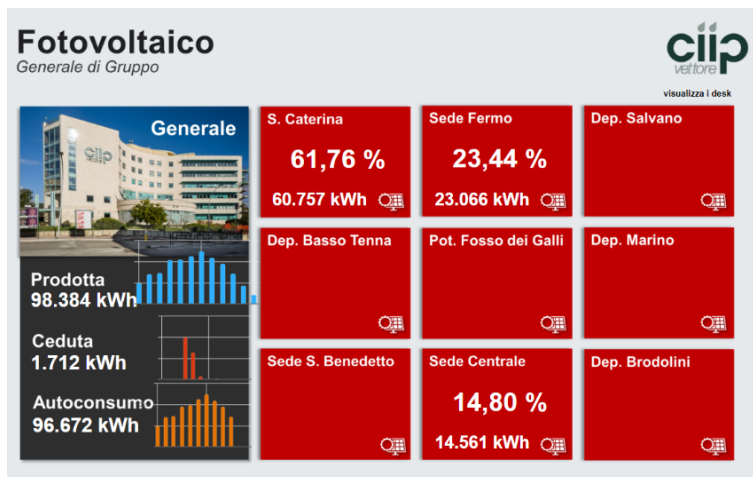 Fotovoltaico
Generale di Gruppo
ciip
vettore
visualizza i desk
Generale
ciip
Prodotta
98.384 kWh
Ceduta
1.712 kWh
Autoconsumo
96.672 kWh
S. Caterina
61,76 %
60.757 kWh
Sede Fermo
23,44 %
23.066 kWh
Dep. Salvano
Dep. Basso Tenna
Pot. Fosso dei Galli
Dep. Marino
Sede S. Benedetto
Sede Centrale
14,80 %
14.561 kWh
Dep. Brodolini